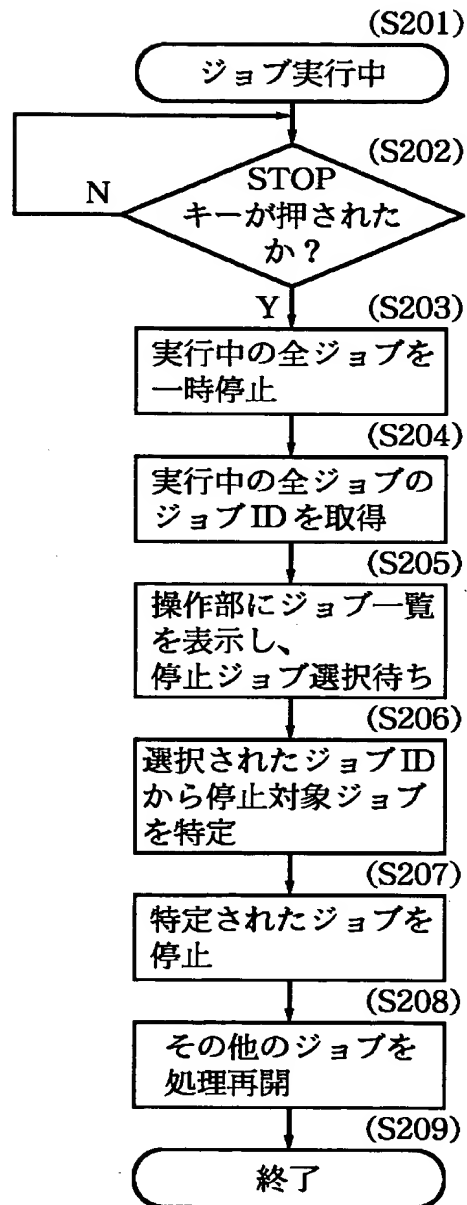 (S201)
ジョブ実行中
(S202)
N
STOP
キーが押された
か?
Y
(S203)
実行中の全ジョブを
一時停止
(S204)
実行中の全ジョブの
ジョブIDを取得
(S205)
操作部にジョブ一覧
を表示し、
停止ジョブ選択待ち
(S206)
選択されたジョブID
から停止対象ジョブ
を特定
(S207)
特定されたジョブを
停止
(S208)
その他のジョブを
処理再開
(S209)
終了